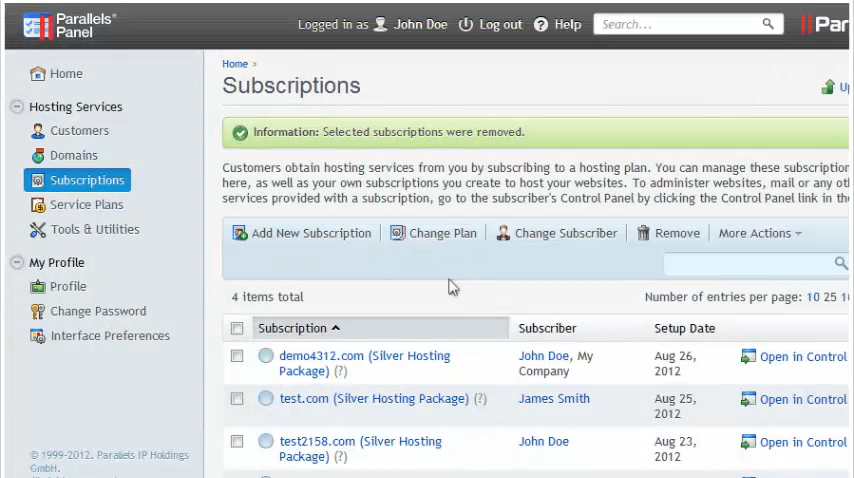 Parallels® Panel
Logged in as John Doe Log out Help Search... Par
Home
Hosting Services
Customers
Domains
Subscriptions
Service Plans
Tools & Utilities
My Profile
Profile
Change Password
Interface Preferences
© 1999-2012. Parallels IP Holdings
GmbH.
Home >
Subscriptions
Up
Information: Selected subscriptions were removed.
Customers obtain hosting services from you by subscribing to a hosting plan. You can manage these subscription
here, as well as your own subscriptions you create to host your websites. To administer websites, mail or any ot
services provided with a subscription, go to the subscriber's Control Panel by clicking the Control Panel link in the
Add New Subscription Change Plan Change Subscriber Remove More Actions
4 items total Number of entries per page: 10 25
Subscription Subscriber Setup Date
demo4312.com (Silver Hosting Package) (?) John Doe, My Company Aug 26, 2012 Open in Control
test.com (Silver Hosting Package) (?) James Smith Aug 25, 2012 Open in Control
test2158.com (Silver Hosting Package) (?) John Doe Aug 23, 2012 Open in Control